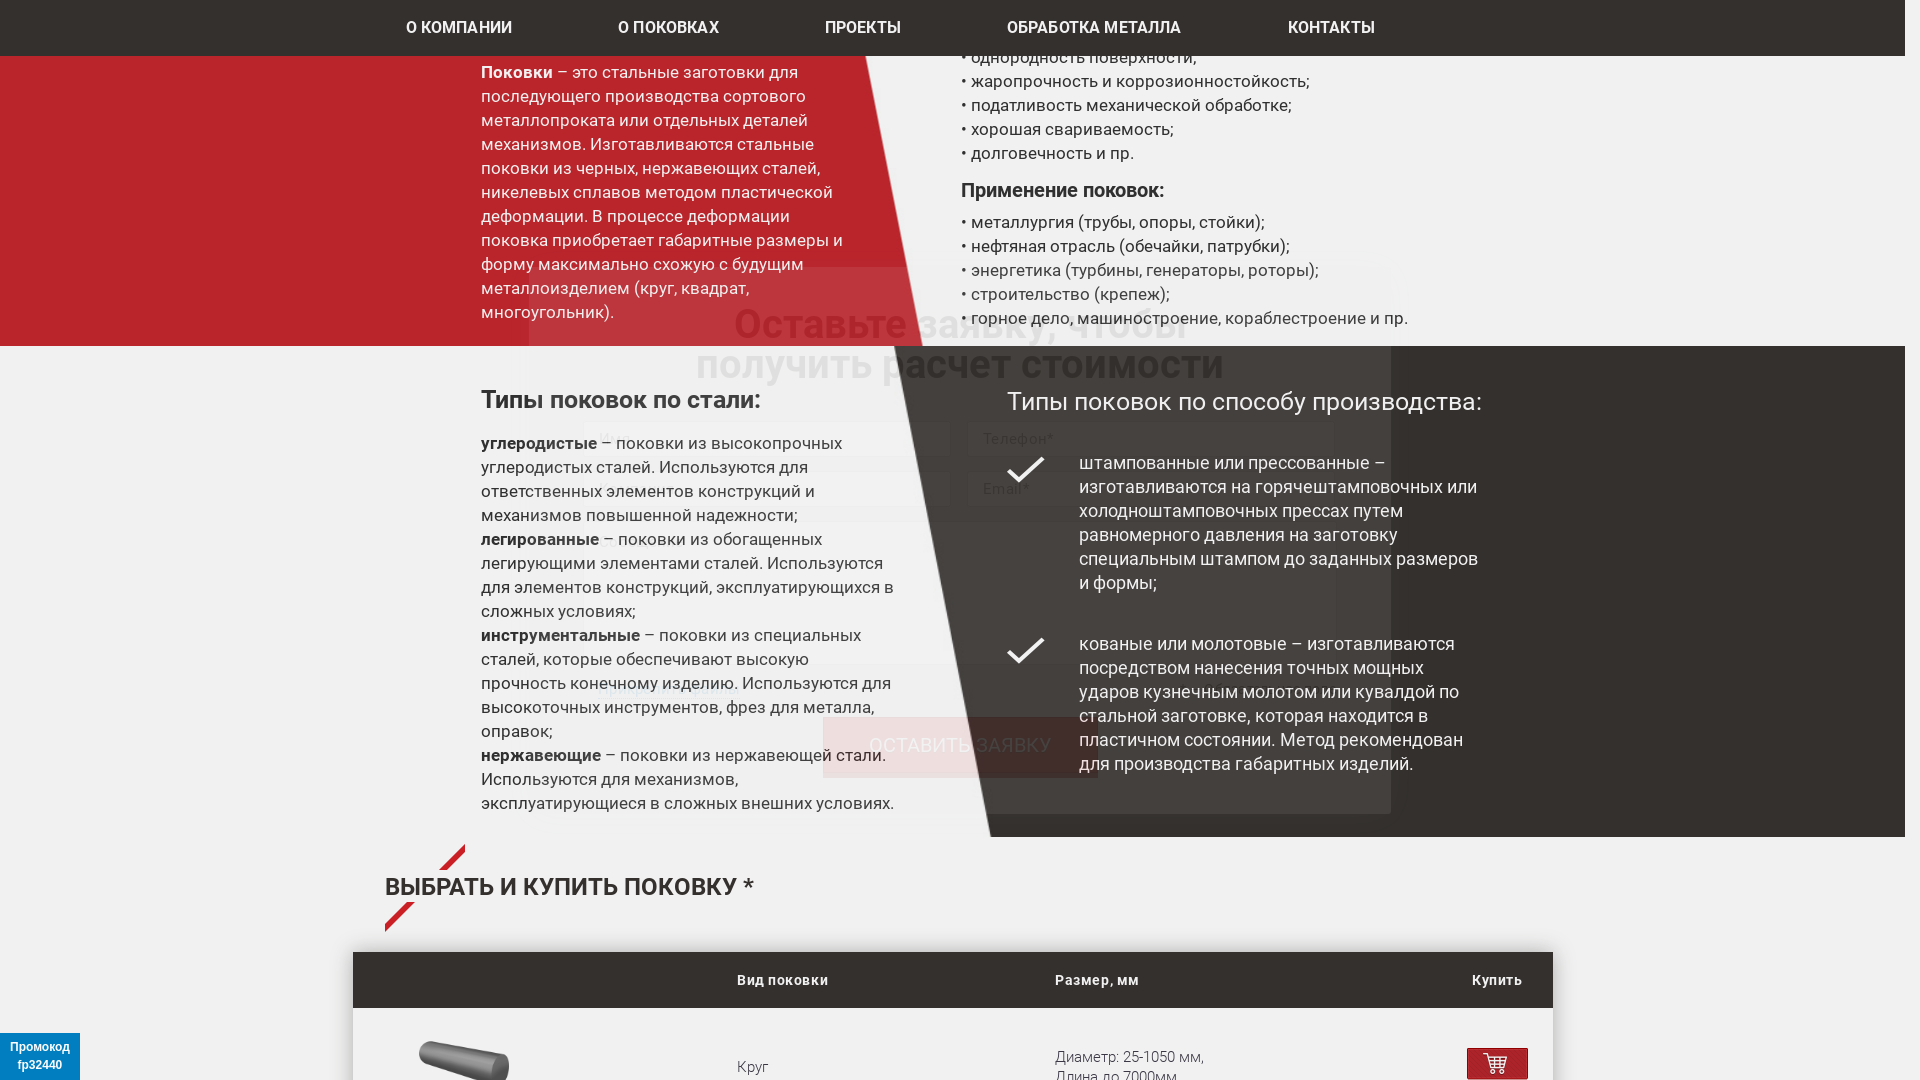 О КОМПАНИИ
О ПОКОВКАХ
ПРОЕКТЫ
ОБРАБОТКА МЕТАЛЛА
КОНТАКТЫ
Поковки – это стальные заготовки для
последующего производства сортового
металлопроката или отдельных деталей
механизмов. Изготавливаются стальные
поковки из черных, нержавеющих сталей,
никелевых сплавов методом пластической
деформации. В процессе деформации
поковка приобретает габаритные размеры и
форму максимально схожую с будущим
металлоизделием (круг, квадрат,
многоугольник).
• однородность поверхности;
• жаропрочность и коррозионностойкость;
• податливость механической обработке;
• хорошая свариваемость;
• долговечность и пр.
Применение поковок:
• металлургия (трубы, опоры, стойки);
• нефтяная отрасль (обечайки, патрубки);
• энергетика (турбины, генераторы, роторы);
• строительство (крепеж);
• горное дело, машиностроение, кораблестроение и пр.
Оставьте заявку, чтобы
получить расчет стоимости
Телефон*
Email*
ОСТАВИТЬ ЗАЯВКУ
Типы поковок по стали:
углеродистые – поковки из высокопрочных
углеродистых сталей. Используются для
ответственных элементов конструкций и
механизмов повышенной надежности;
легированные – поковки из обогащенных
легирующими элементами сталей. Используются
для элементов конструкций, эксплуатирующихся в
сложных условиях;
инструментальные – поковки из специальных
сталей, которые обеспечивают высокую
прочность конечному изделию. Используются для
высокоточных инструментов, фрез для металла,
оправок;
нержавеющие – поковки из нержавеющей стали.
Используются для механизмов,
эксплуатирующиеся в сложных внешних условиях.
Типы поковок по способу производства:
штампованные или прессованные –
изготавливаются на горячештамповочных или
холодноштамповочных прессах путем
равномерного давления на заготовку
специальным штампом до заданных размеров
и формы;
кованые или молотовые – изготавливаются
посредством нанесения точных мощных
ударов кузнечным молотом или кувалдой по
стальной заготовке, которая находится в
пластичном состоянии. Метод рекомендован
для производства габаритных изделий.
ВЫБРАТЬ И КУПИТЬ ПОКОВКУ *
Вид поковки
Размер, мм
Купить
Круг
Диаметр: 25-1050 мм,
Длина до 7000мм
Промокод
fp32440